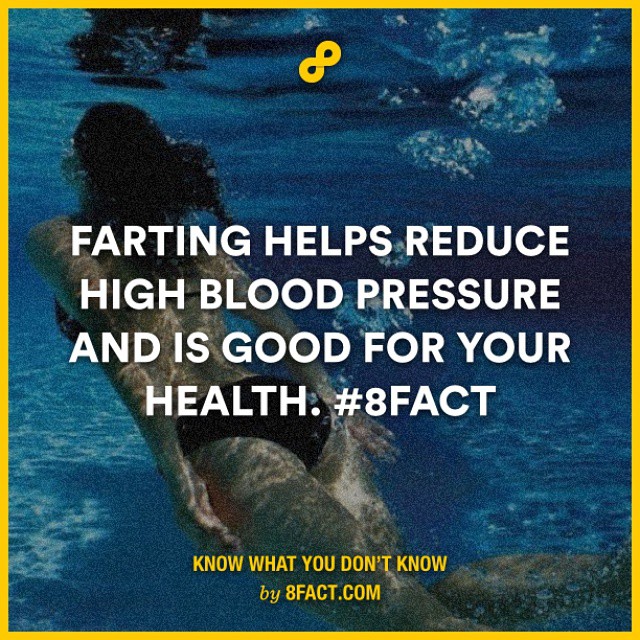 FARTING HELPS REDUCE
HIGH BLOOD PRESSURE
AND IS GOOD FOR YOUR
HEALTH. #8FACT
KNOW WHAT YOU DON'T KNOW
by 8FACT.COM